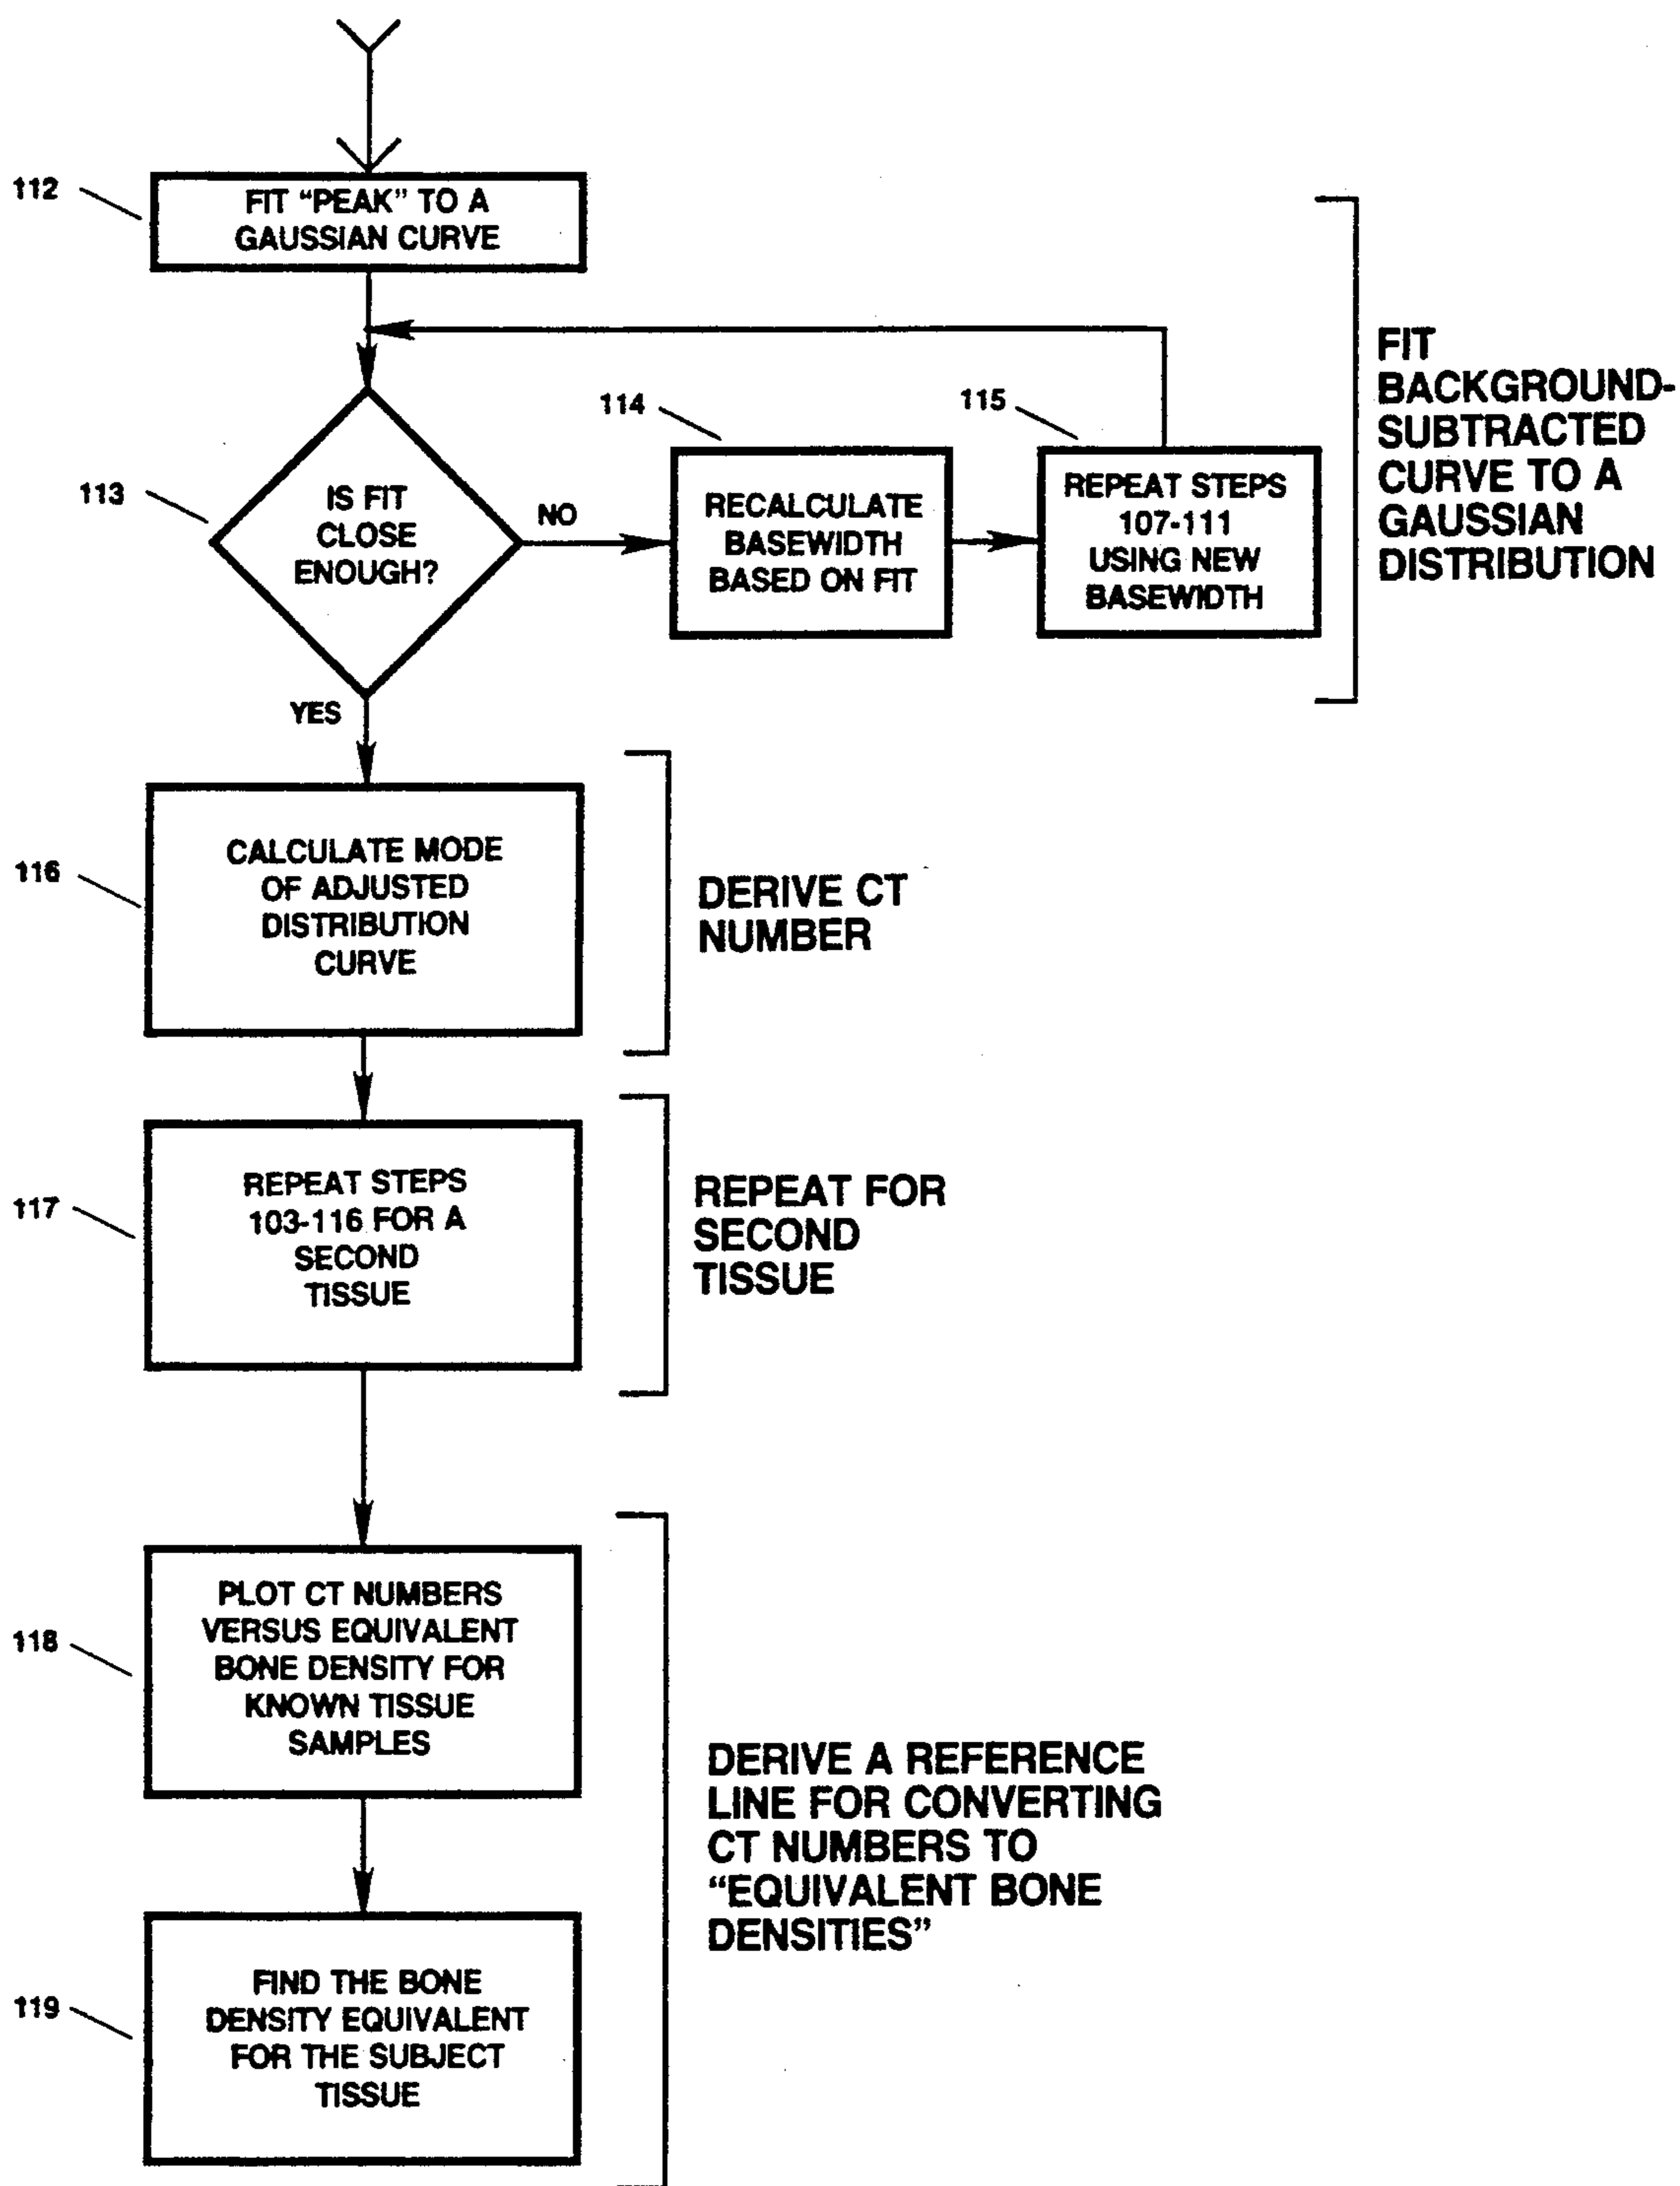 112
FIT "PEAK" TO A
GAUSSIAN CURVE
113
IS FIT
CLOSE
ENOUGH?
NO
YES
114
RECALCULATE
BASEWIDTH
BASED ON FIT
115
REPEAT STEPS
107-111
USING NEW
BASEWIDTH
FIT
BACKGROUND-
SUBTRACTED
CURVE TO A
GAUSSIAN
DISTRIBUTION
116
CALCULATE MODE
OF ADJUSTED
DISTRIBUTION
CURVE
DERIVE CT
NUMBER
117
REPEAT STEPS
103-116 FOR A
SECOND
TISSUE
REPEAT FOR
SECOND
TISSUE
118
PLOT CT NUMBERS
VERSUS EQUIVALENT
BONE DENSITY FOR
KNOWN TISSUE
SAMPLES
119
FIND THE BONE
DENSITY EQUIVALENT
FOR THE SUBJECT
TISSUE
DERIVE A REFERENCE
LINE FOR CONVERTING
CT NUMBERS TO
"EQUIVALENT BONE
DENSITIES"